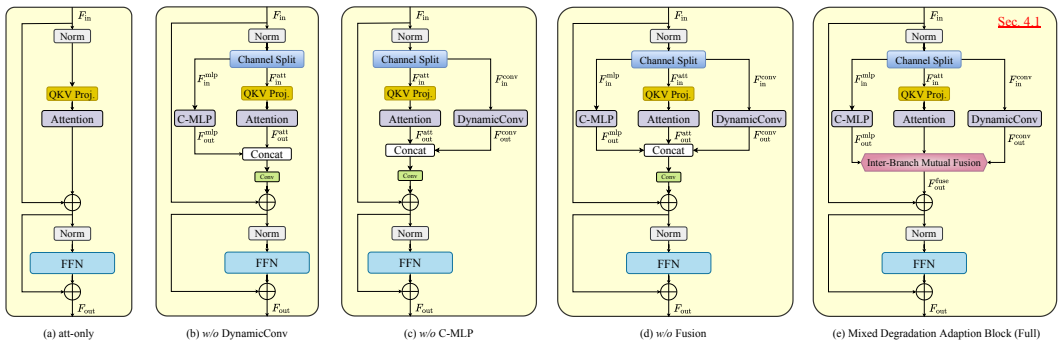 F_in
Norm
QKV Proj.
Attention
Norm
FFN
F_out
(a) att-only
F_in
Norm
Channel Split
F_in^mlp
F_in^att
QKV Proj.
C-MLP
Attention
F_out^mlp
F_out^att
Concat
Conv
Norm
FFN
F_out
(b) w/o DynamicConv
F_in
Norm
Channel Split
F_in^att
F_in^conv
QKV Proj.
Attention
DynamicConv
F_out^att
F_out^conv
Concat
Conv
Norm
FFN
F_out
(c) w/o C-MLP
F_in
Norm
Channel Split
F_in^mlp
F_in^att
F_in^conv
QKV Proj.
C-MLP
Attention
DynamicConv
F_out^mlp
F_out^att
F_out^conv
Concat
Conv
Norm
FFN
F_out
(d) w/o Fusion
F_in
Sec. 4.1
Norm
Channel Split
F_in^mlp
F_in^att
F_in^conv
QKV Proj.
C-MLP
Attention
DynamicConv
F_out^mlp
F_out^att
F_out^conv
Inter-Branch Mutual Fusion
F_out^fuse
Norm
FFN
F_out
(e) Mixed Degradation Adaption Block (Full)